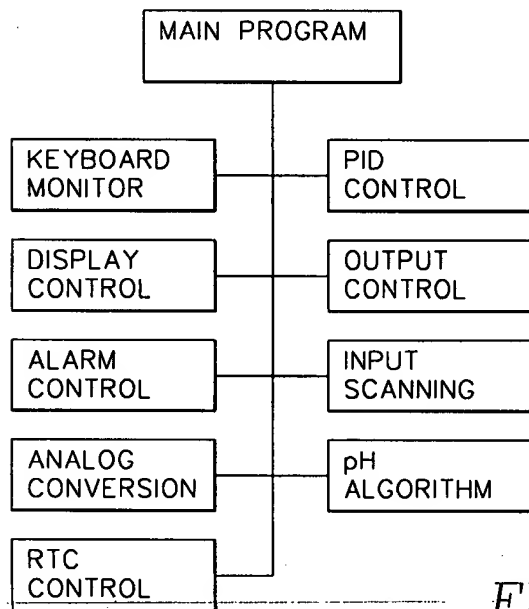 MAIN PROGRAM
KEYBOARD
MONITOR
PID
CONTROL
DISPLAY
CONTROL
OUTPUT
CONTROL
ALARM
CONTROL
INPUT
SCANNING
ANALOG
CONVERSION
pH
ALGORITHM
RTC
CONTROL